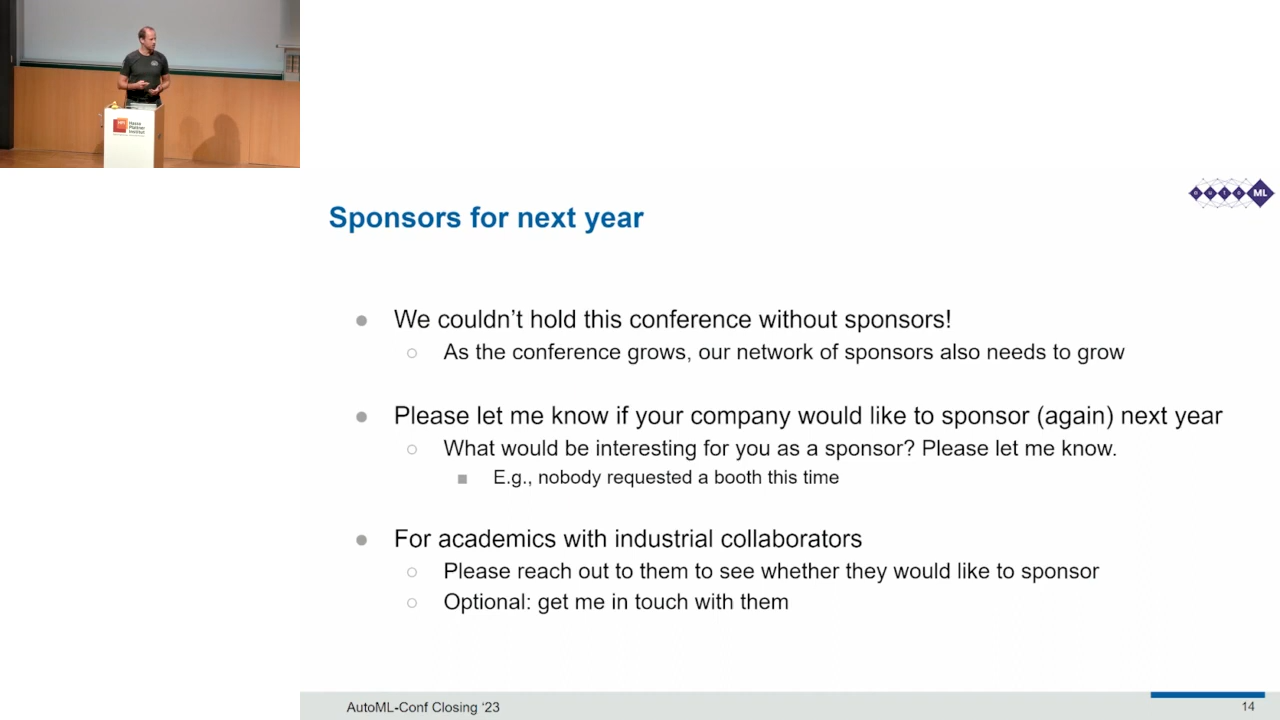 Hasso
Plattner
Institut
ML
Sponsors for next year
We couldn't hold this conference without sponsors!
As the conference grows, our network of sponsors also needs to grow
Please let me know if your company would like to sponsor (again) next year
What would be interesting for you as a sponsor? Please let me know.
E.g., nobody requested a booth this time
For academics with industrial collaborators
Please reach out to them to see whether they would like to sponsor
Optional: get me in touch with them
AutoML-Conf Closing ‘23
14